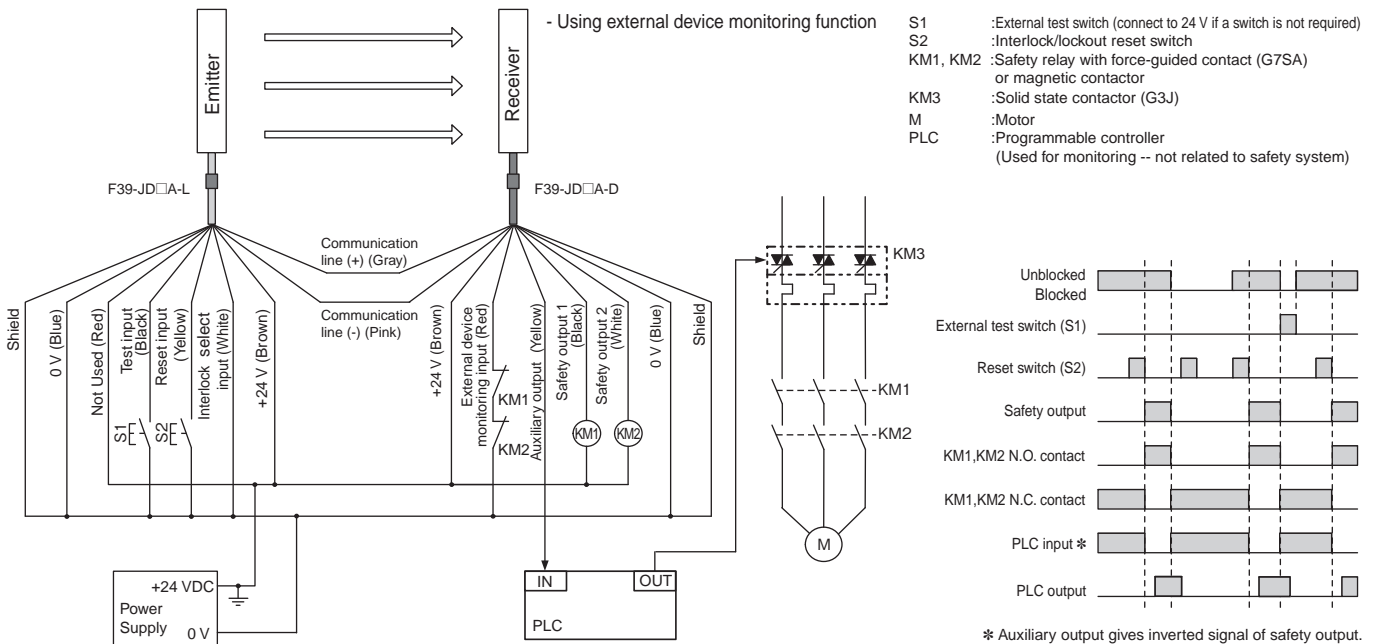 - Using external device monitoring function
S1 :External test switch (connect to 24 V if a switch is not required)
S2 :Interlock/lockout reset switch
KM1, KM2 :Safety relay with force-guided contact (G7SA)
or magnetic contactor
KM3 :Solid state contactor (G3J)
M :Motor
PLC :Programmable controller
(Used for monitoring -- not related to safety system)
Emitter
Receiver
F39-JD□A-L
F39-JD□A-D
Communication
line (+) (Gray)
Communication
line (-) (Pink)
Shield
0 V (Blue)
Not Used (Red)
Test input
(Black)
Reset input
(Yellow)
Interlock select
input (White)
+24 V (Brown)
+24 V (Brown)
External device
monitoring input (Red)
Auxiliary output (Yellow)
Safety output 1
(Black)
Safety output 2
(White)
0 V (Blue)
Shield
S1
S2
KM1
KM2
KM1
KM2
KM3
KM1
KM2
M
+24 VDC
Power
Supply
0 V
IN
OUT
PLC
Unblocked
Blocked
External test switch (S1)
Reset switch (S2)
Safety output
KM1,KM2 N.O. contact
KM1,KM2 N.C. contact
PLC input ✽
PLC output
✽ Auxiliary output gives inverted signal of safety output.